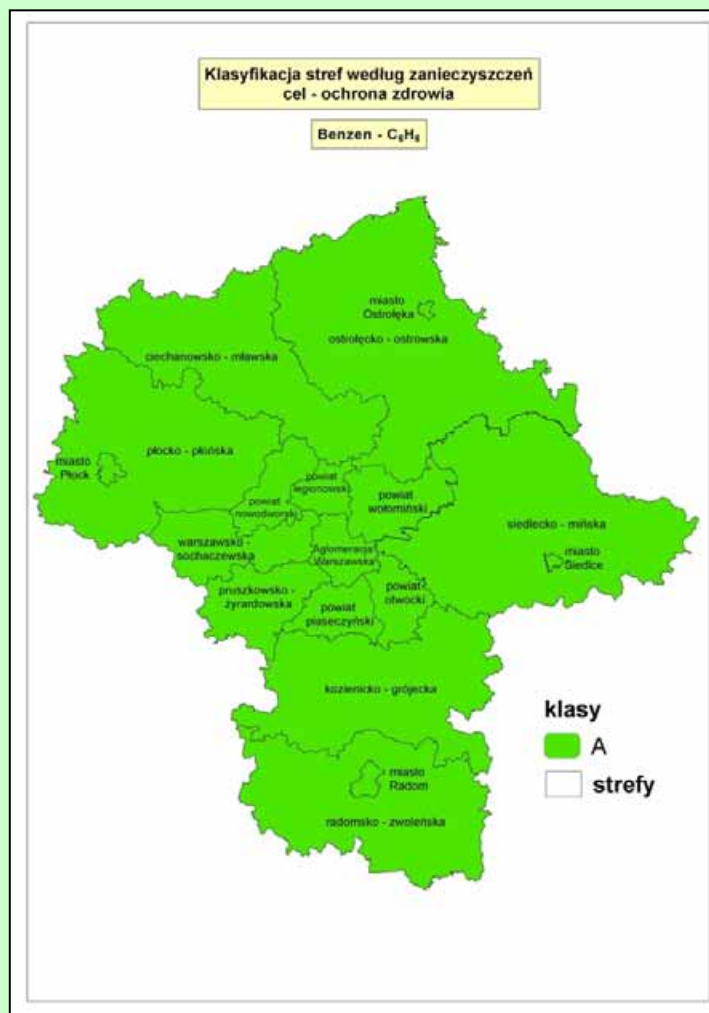 Klasyfikacja stref według zanieczyszczeń
cel - ochrona zdrowia
Benzen - C₆H₆
miasto
Ostrołęka
ostrołęcko - ostrowska
ciechanowsko - mławska
płocko - płońska
miasto
Płock
powiat
legionowski
powiat
nowodworski
powiat
wołomiński
siedlecko - mińska
miasto
Siedlce
warszawsko -
sochaczewska
Aglomeracja
Warszawska
pruszkowsko -
żyrardowska
powiat
piaseczyński
powiat
otwocki
kozienicko - grójecka
klasy
A
strefy
miasto
Radom
radomsko - zwoleńska